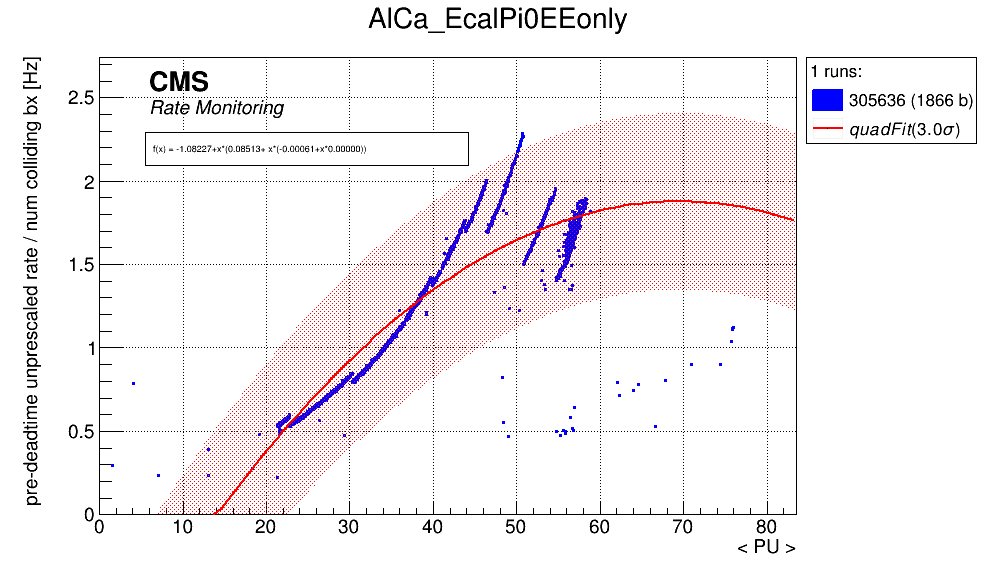 AlCa_EcalPi0EEonly
pre-deadtime unprescaled rate / num colliding bx [Hz]
CMS
Rate Monitoring
f(x) = -1.08227+x*(0.08513+ x*(-0.00061+x*0.00000))
1 runs:
305636 (1866 b)
quadFit(3.0σ)
2.5
2
1.5
1
0.5
0
0 10 20 30 40 50 60 70 80
< PU >